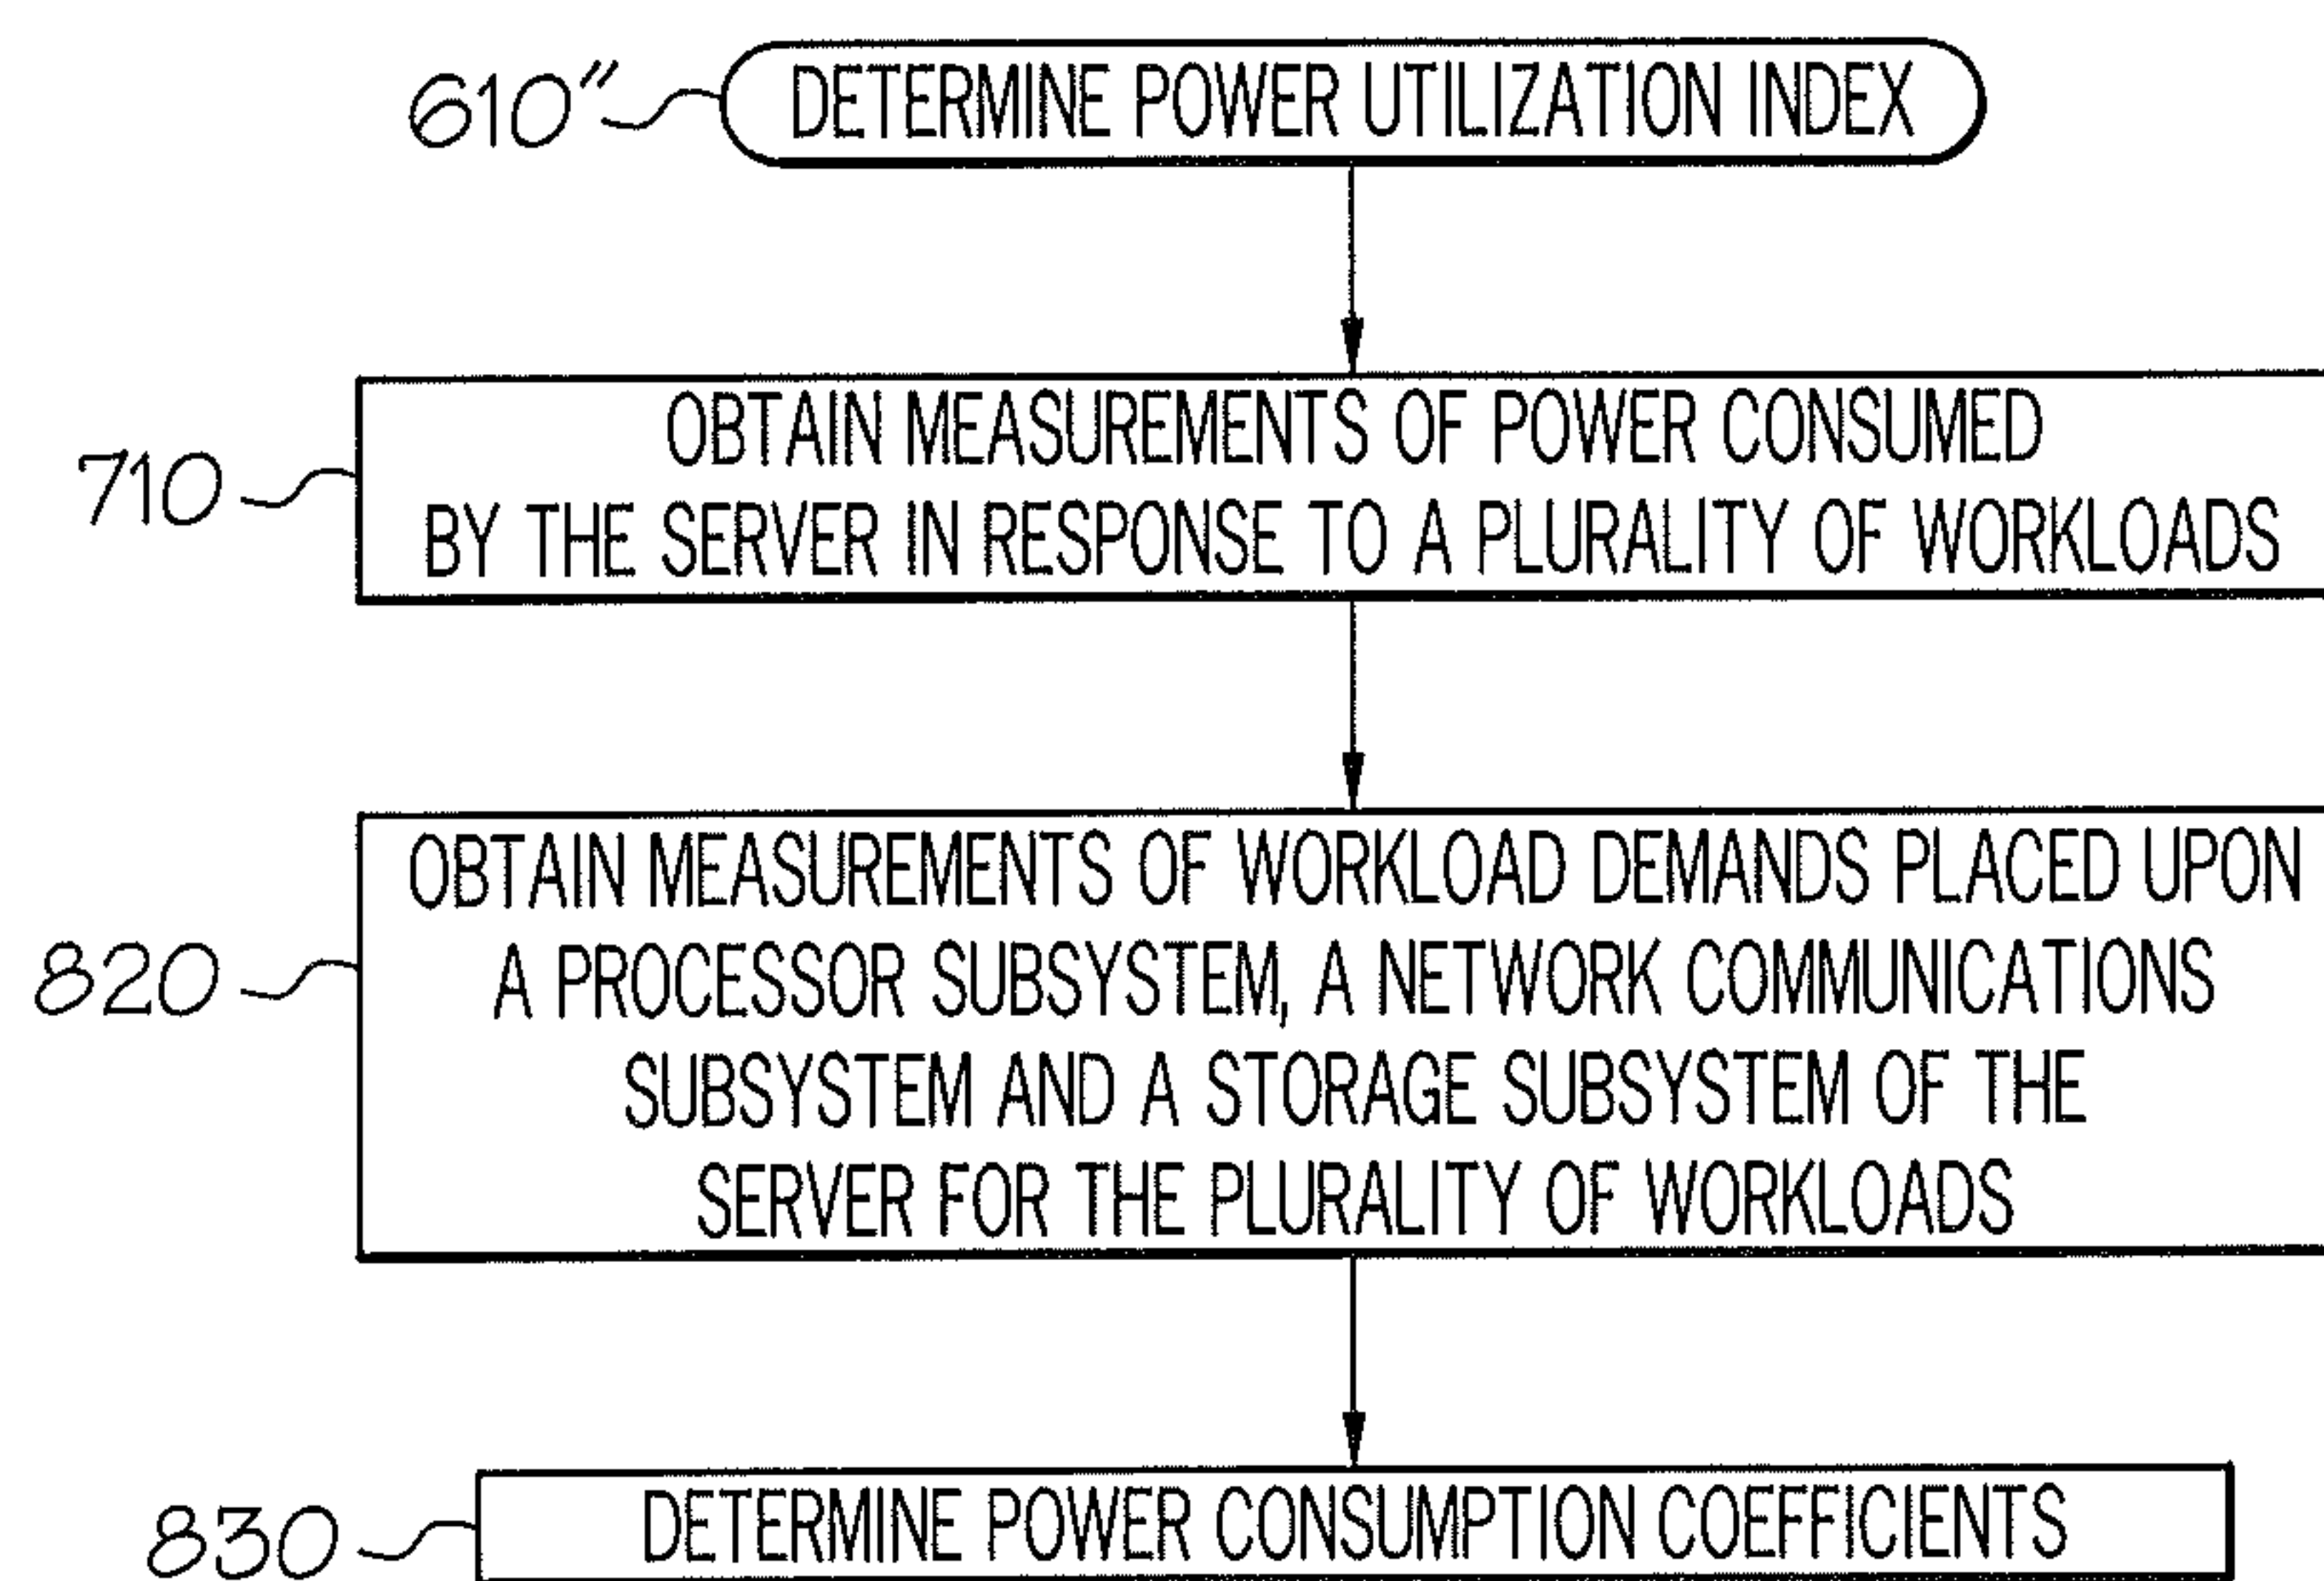 610" DETERMINE POWER UTILIZATION INDEX
OBTAIN MEASUREMENTS OF POWER CONSUMED
710
BY THE SERVER IN RESPONSE TO A PLURALITY OF WORKLOADS
OBTAIN MEASUREMENTS OF WORKLOAD DEMANDS PLACED UPON
820 A PROCESSOR SUBSYSTEM, A NETWORK COMMUNICATIONS
SUBSYSTEM AND A STORAGE SUBSYSTEM OF THE
SERVER FOR THE PLURALITY OF WORKLOADS
830 DETERMINE POWER CONSUMPTION COEFFICIENTS